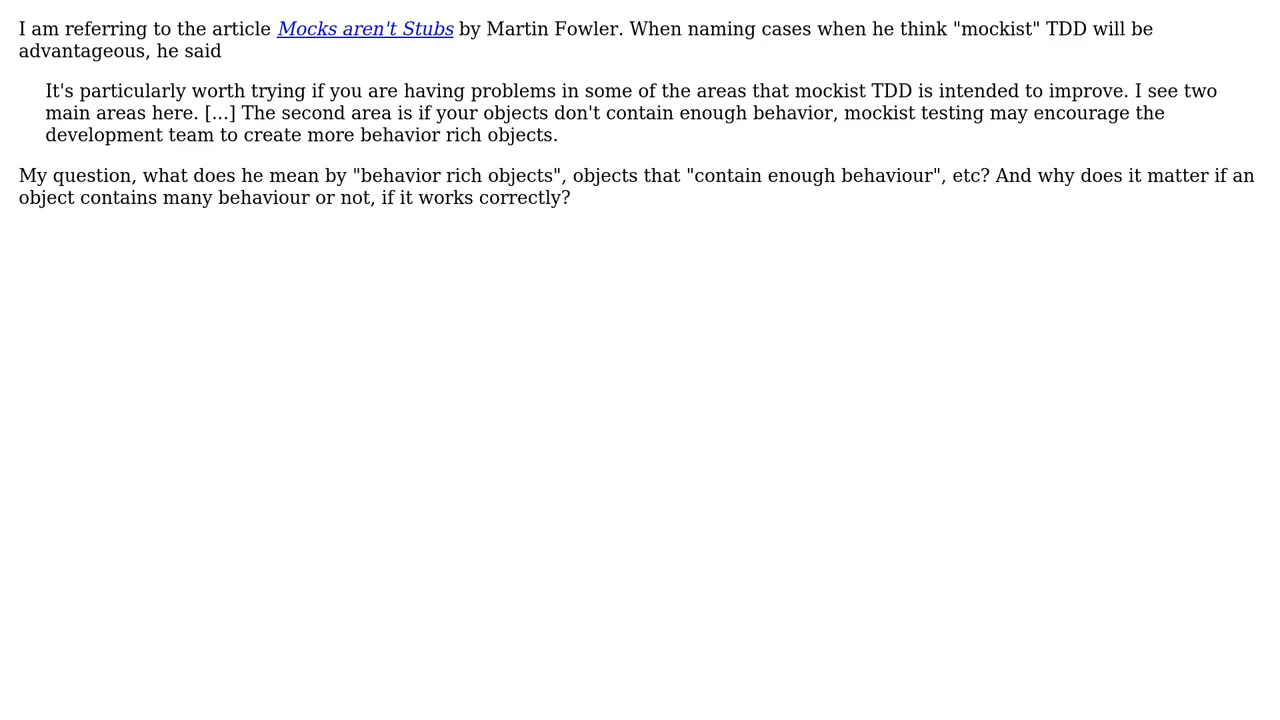 I am referring to the article Mocks aren't Stubs by Martin Fowler. When naming cases when he think "mockist" TDD will be
advantageous, he said
It's particularly worth trying if you are having problems in some of the areas that mockist TDD is intended to improve. I see two
main areas here. [...] The second area is if your objects don't contain enough behavior, mockist testing may encourage the
development team to create more behavior rich objects.
My question, what does he mean by "behavior rich objects", objects that "contain enough behaviour", etc? And why does it matter if an
object contains many behaviour or not, if it works correctly?